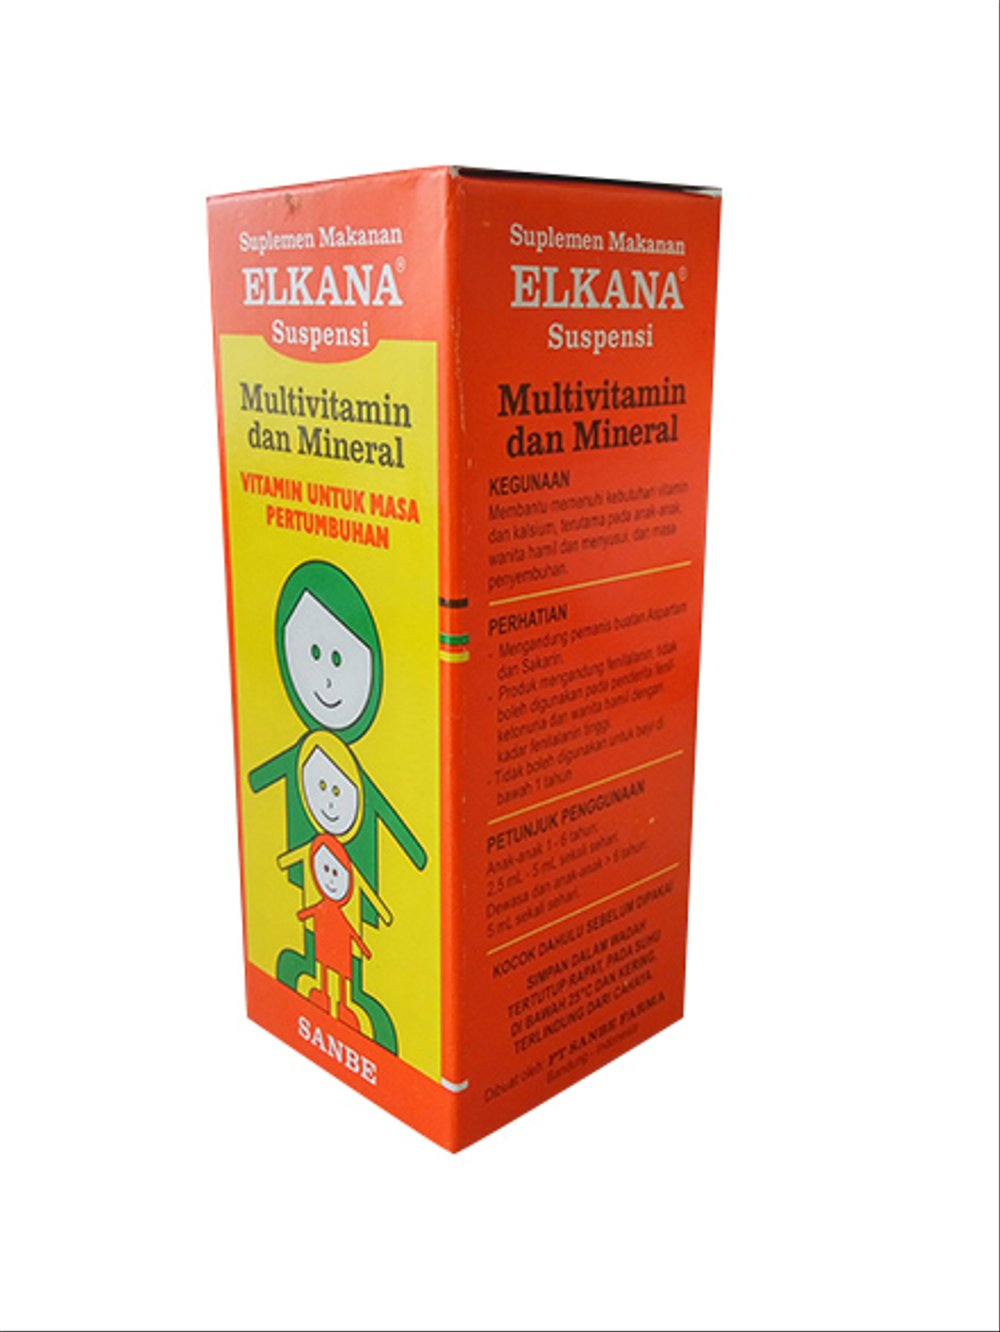 Suplemen Makanan
ELKANA®
Suspensi
Multivitamin
dan Mineral
VITAMIN UNTUK MASA
PERTUMBUHAN
SANBE
Suplemen Makanan
ELKANA®
Suspensi
Multivitamin
dan Mineral
KEGUNAAN
Membantu memenuhi kebutuhan vitamin
dan kalsium, terutama pada anak-anak,
wanita hamil dan menyusui, dan masa
penyembuhan.
PERHATIAN
- Mengandung pemanis buatan Aspartam
dan Sakarin.
- Produk mengandung fenilalanin, tidak
boleh digunakan pada penderita fenil-
ketonuria dan wanita hamil dengan
kadar fenilalanin tinggi.
- Tidak boleh digunakan untuk bayi di
bawah 1 tahun
PETUNJUK PENGGUNAAN
Anak-anak 1 - 6 tahun:
2,5 mL - 5 mL sekali sehari.
Dewasa dan anak-anak > 6 tahun:
5 mL sekali sehari.
KOCOK DAHULU SEBELUM DIPAKAI
SIMPAN DALAM WADAH
TERTUTUP RAPAT, PADA SUHU
DI BAWAH 25°C DAN KERING,
TERLINDUNG DARI CAHAYA
Dibuat oleh: PT SANBE FARMA
Bandung - Indonesia